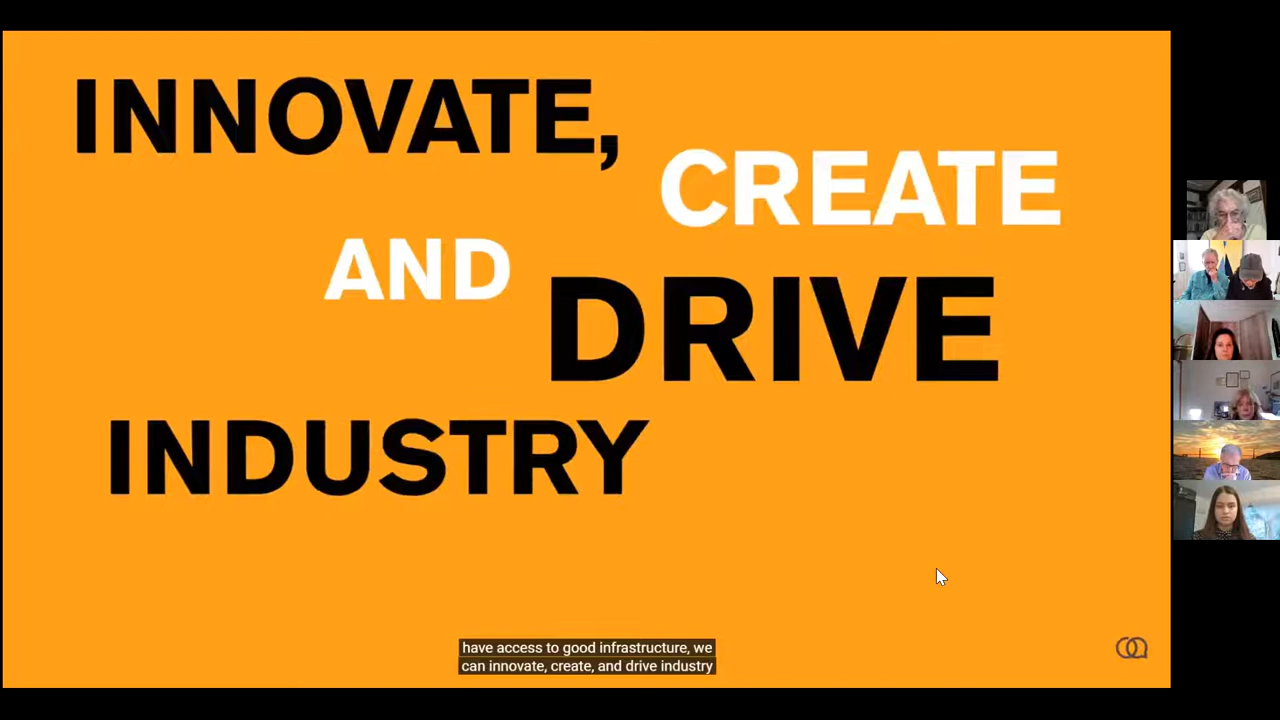 INNOVATE,
CREATE
AND
DRIVE
INDUSTRY
have access to good infrastructure, we
can innovate, create, and drive industry